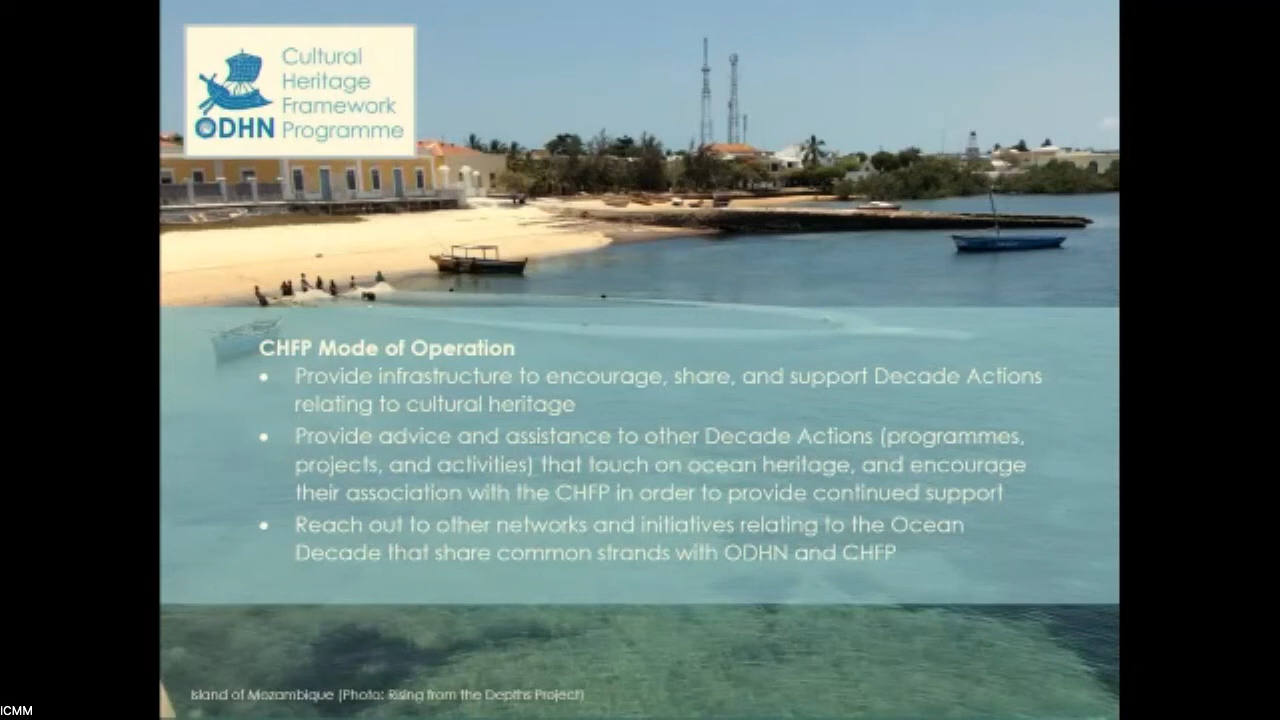 Cultural
Heritage
Framework
Programme
ODHN
CHFP Mode of Operation
• Provide infrastructure to encourage, share, and support Decade Actions
relating to cultural heritage
• Provide advice and assistance to other Decade Actions (programmes,
projects, and activities) that touch on ocean heritage, and encourage
their association with the CHFP in order to provide continued support
• Reach out to other networks and initiatives relating to the Ocean
Decade that share common strands with ODHN and CHFP
Island of Mozambique (Photo: Rising from the Depths Project)
ICMM